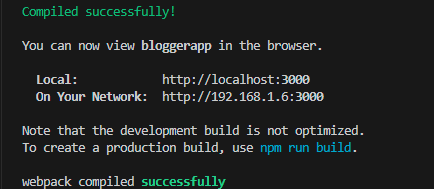 Compiled successfully!
You can now view bloggerapp in the browser.
Local: http://localhost:3000
On Your Network: http://192.168.1.6:3000
Note that the development build is not optimized.
To create a production build, use npm run build.
webpack compiled successfully